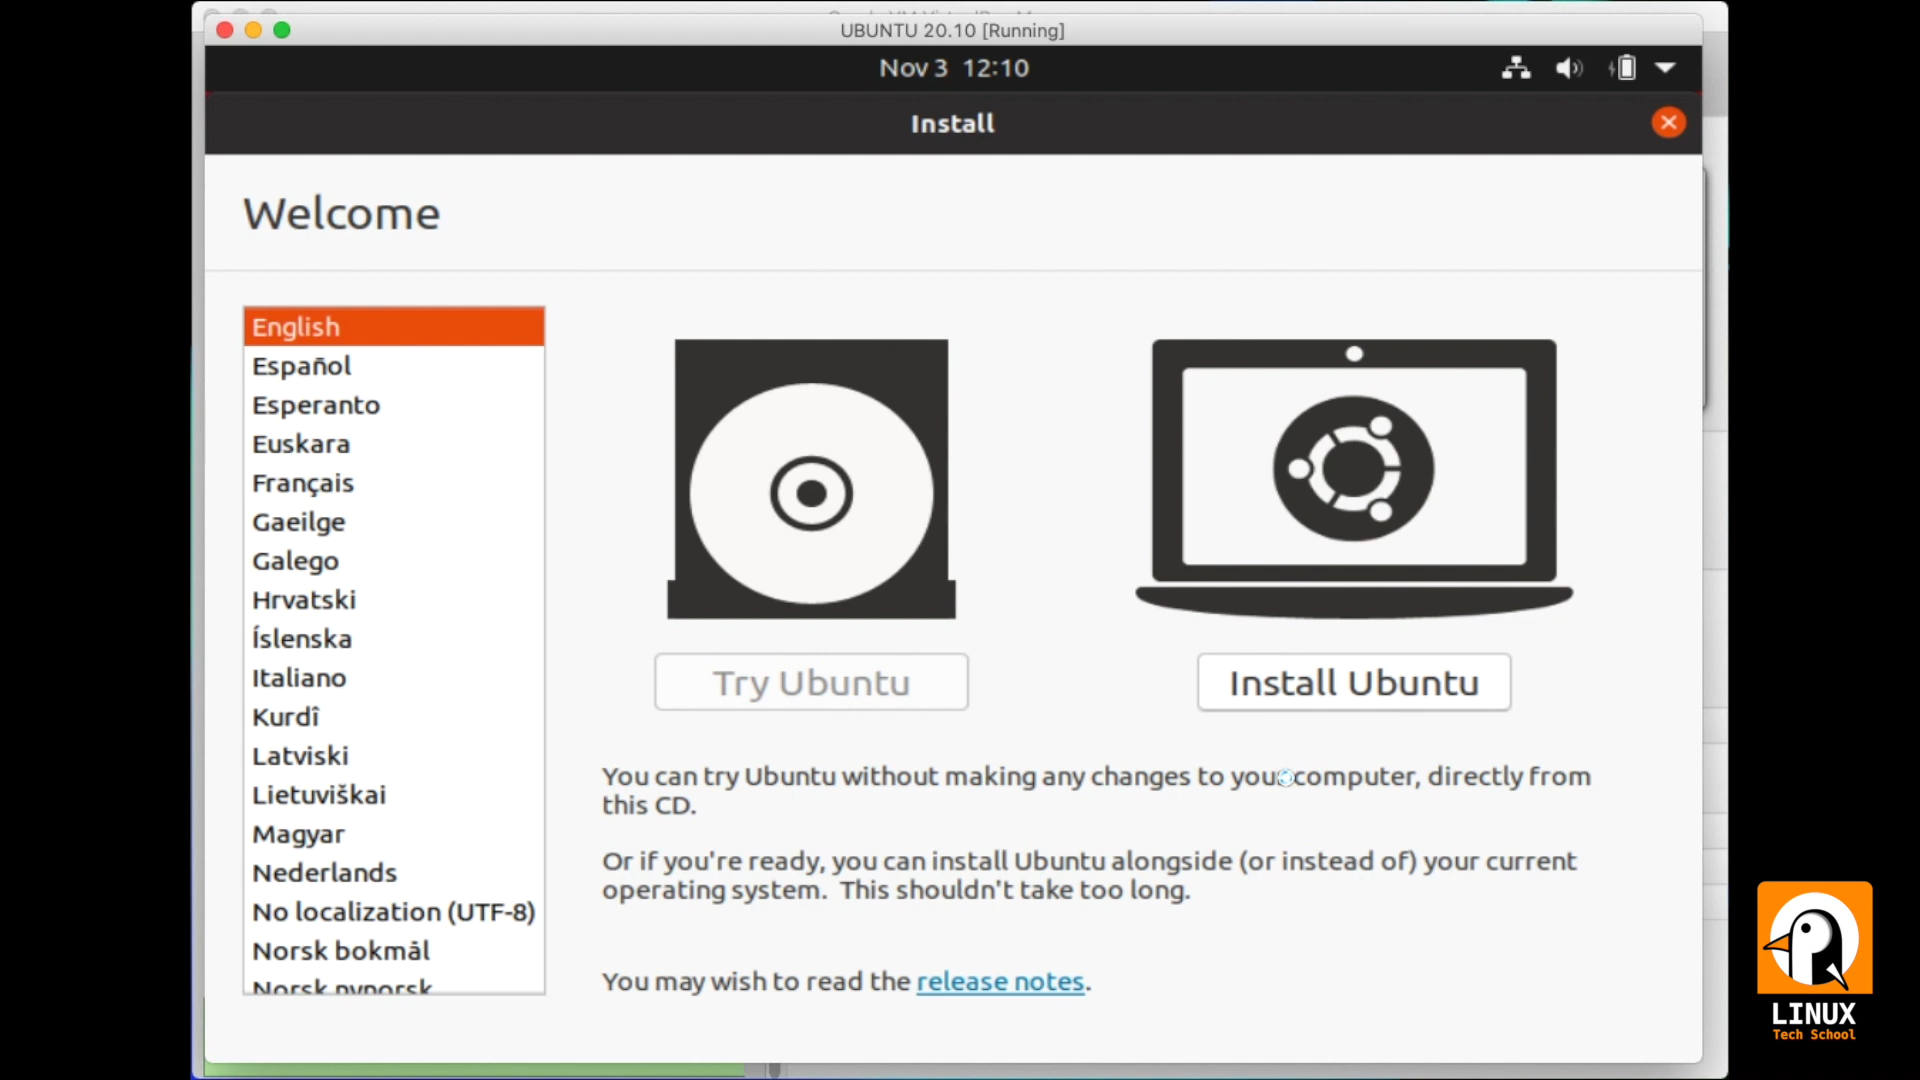 UBUNTU 20.10 [Running]
Nov 3 12:10
Install
Welcome
English
Español
Esperanto
Euskara
Français
Gaeilge
Galego
Hrvatski
Íslenska
Italiano
Kurdî
Latviski
Lietuviškai
Magyar
Nederlands
No localization (UTF-8)
Norsk bokmål
Norsk nynorsk
Try Ubuntu
Install Ubuntu
You can try Ubuntu without making any changes to your computer, directly from
this CD.
Or if you're ready, you can install Ubuntu alongside (or instead of) your current
operating system. This shouldn't take too long.
You may wish to read the release notes.
LINUX
Tech School